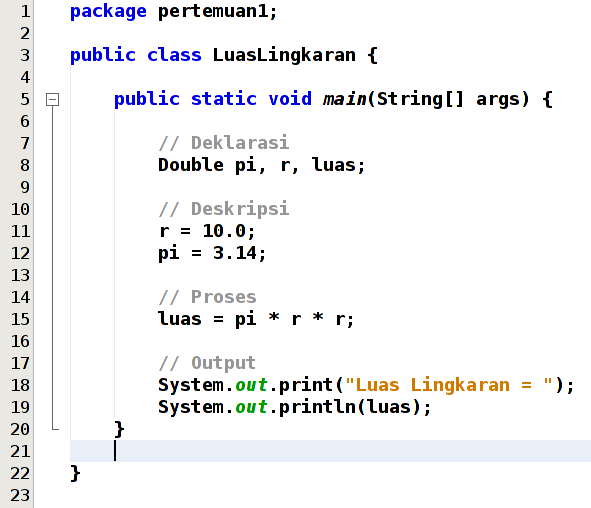 1 package pertemuan1;
2
3 public class LuasLingkaran {
4
5 public static void main(String[] args) {
6
7 // Deklarasi
8 Double pi, r, luas;
9
10 // Deskripsi
11 r = 10.0;
12 pi = 3.14;
13
14 // Proses
15 luas = pi * r * r;
16
17 // Output
18 System.out.print("Luas Lingkaran = ");
19 System.out.println(luas);
20 }
21
22 }
23